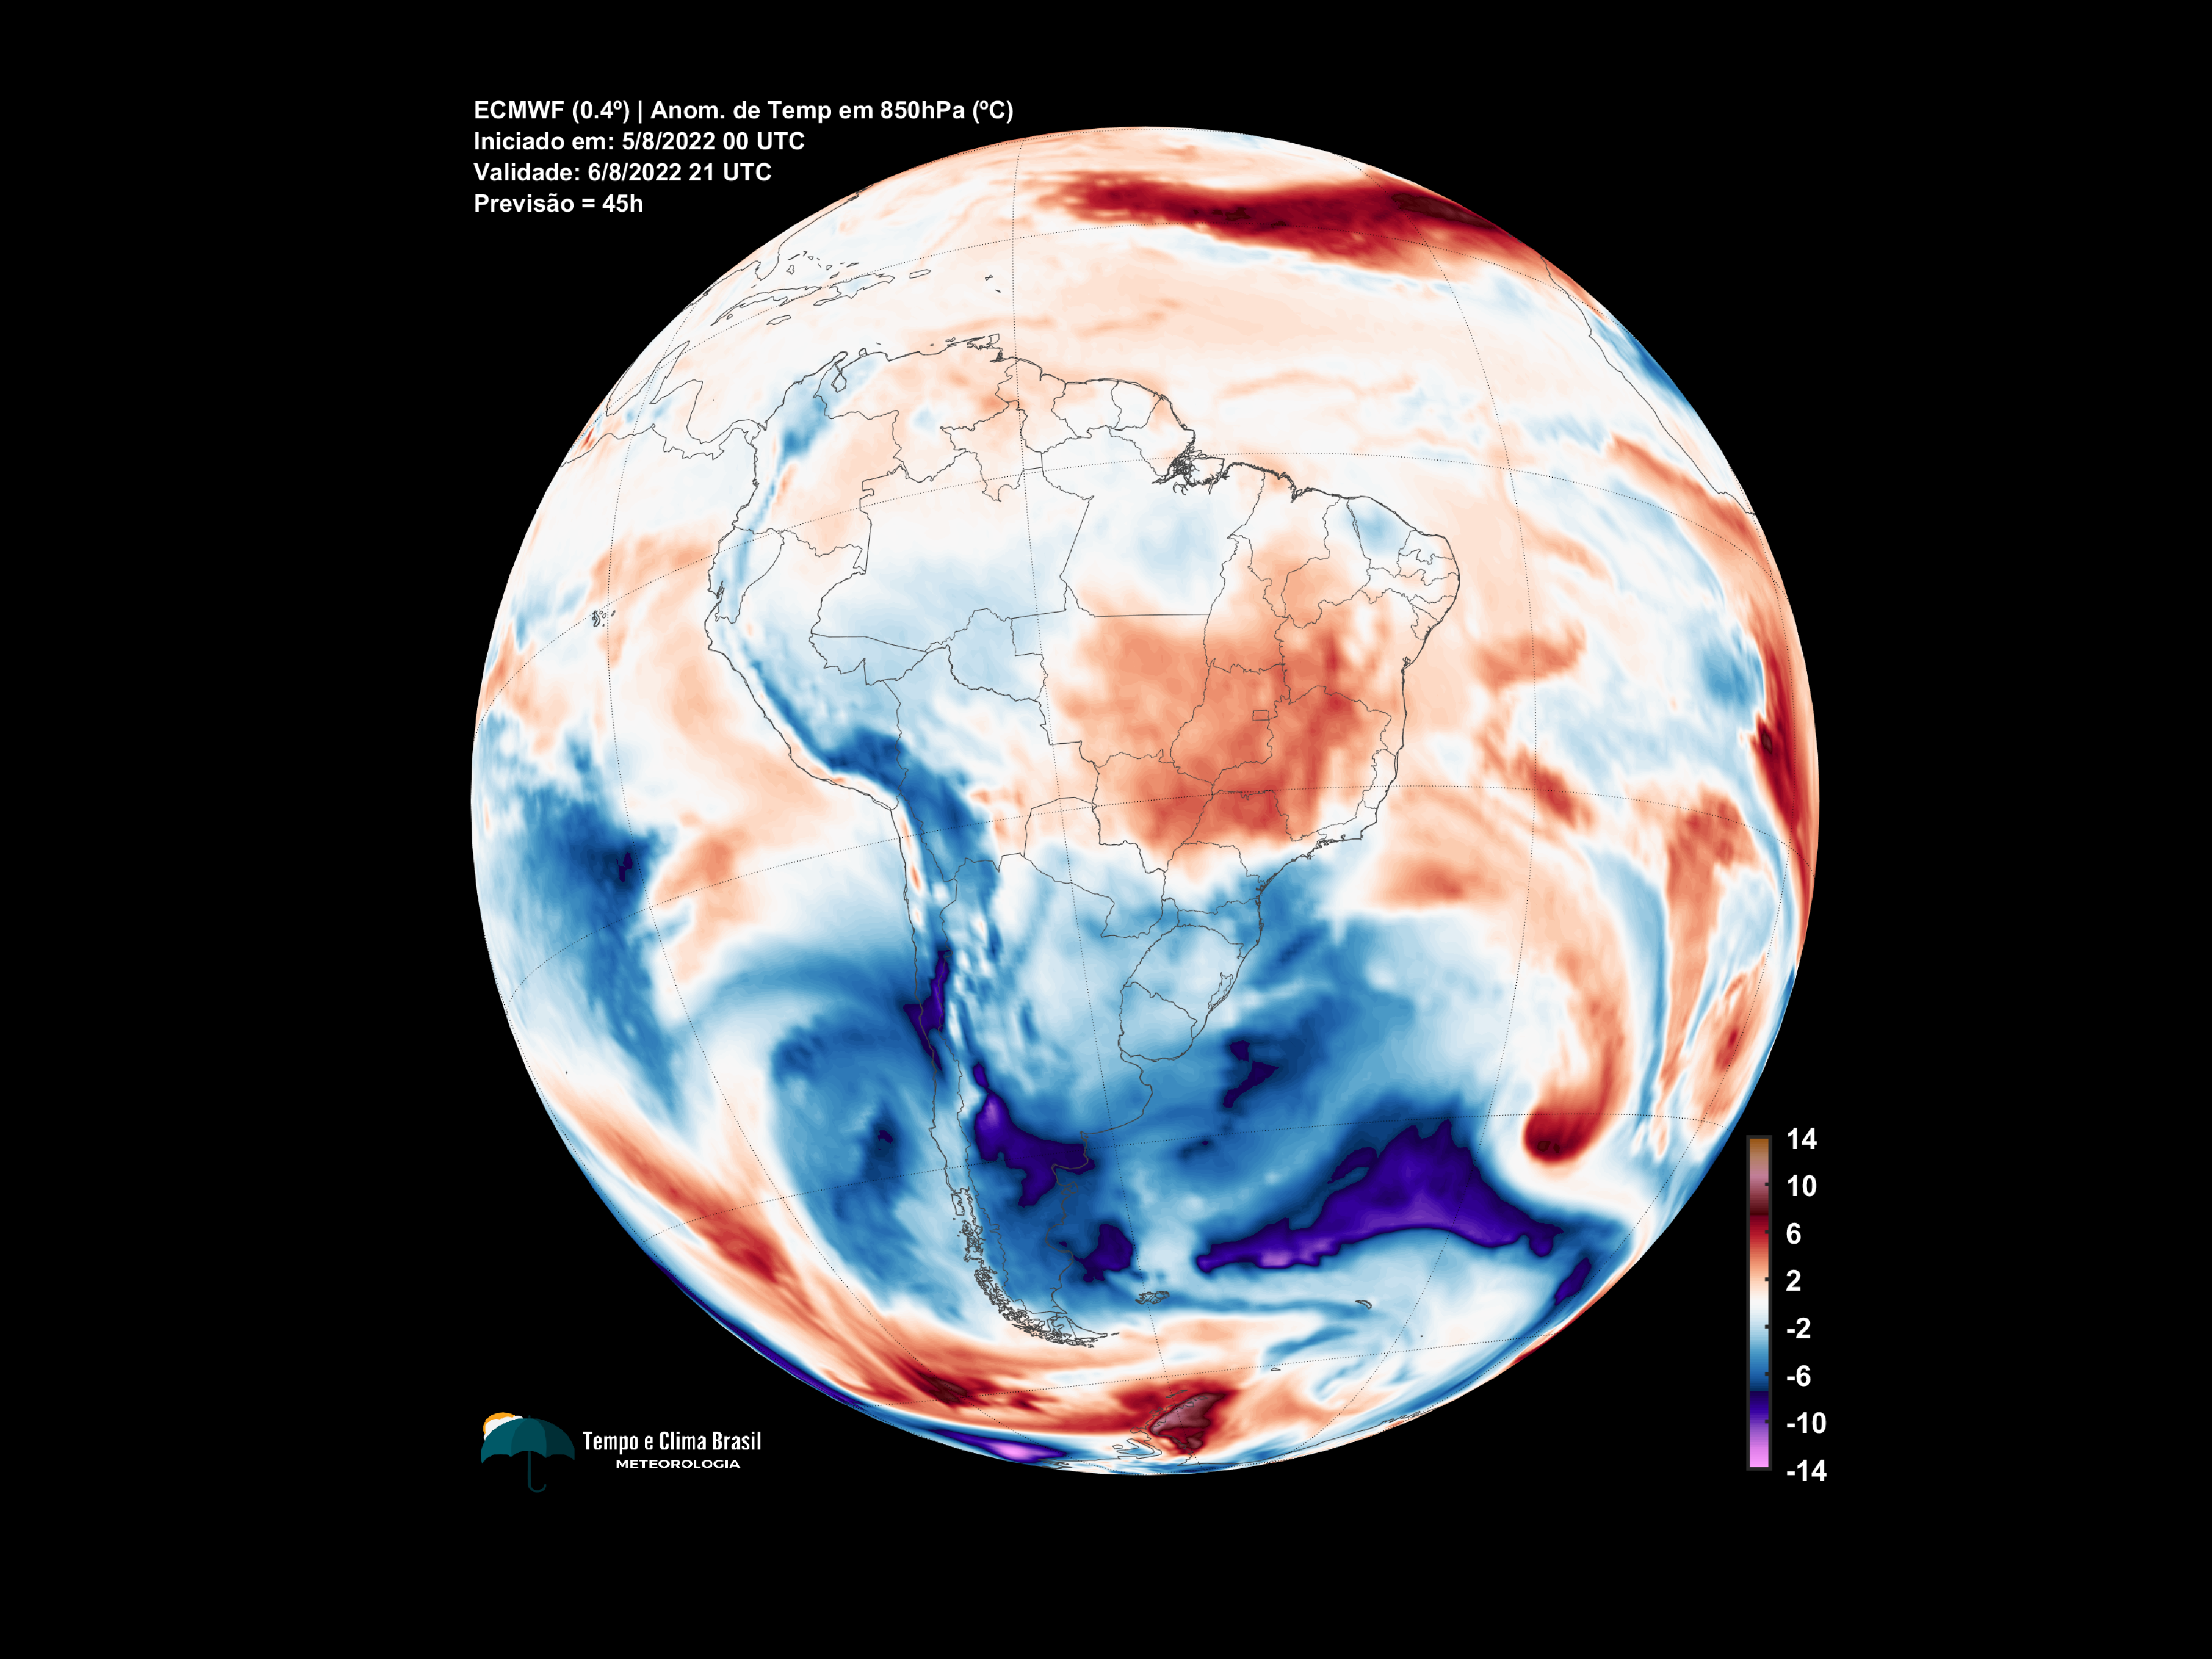 ECMWF (0.4º) | Anom. de Temp em 850hPa (ºC)
Iniciado em: 5/8/2022 00 UTC
Validade: 6/8/2022 21 UTC
Previsão = 45h
14
10
6
2
-2
-6
-10
-14
Tempo e Clima Brasil
METEOROLOGIA